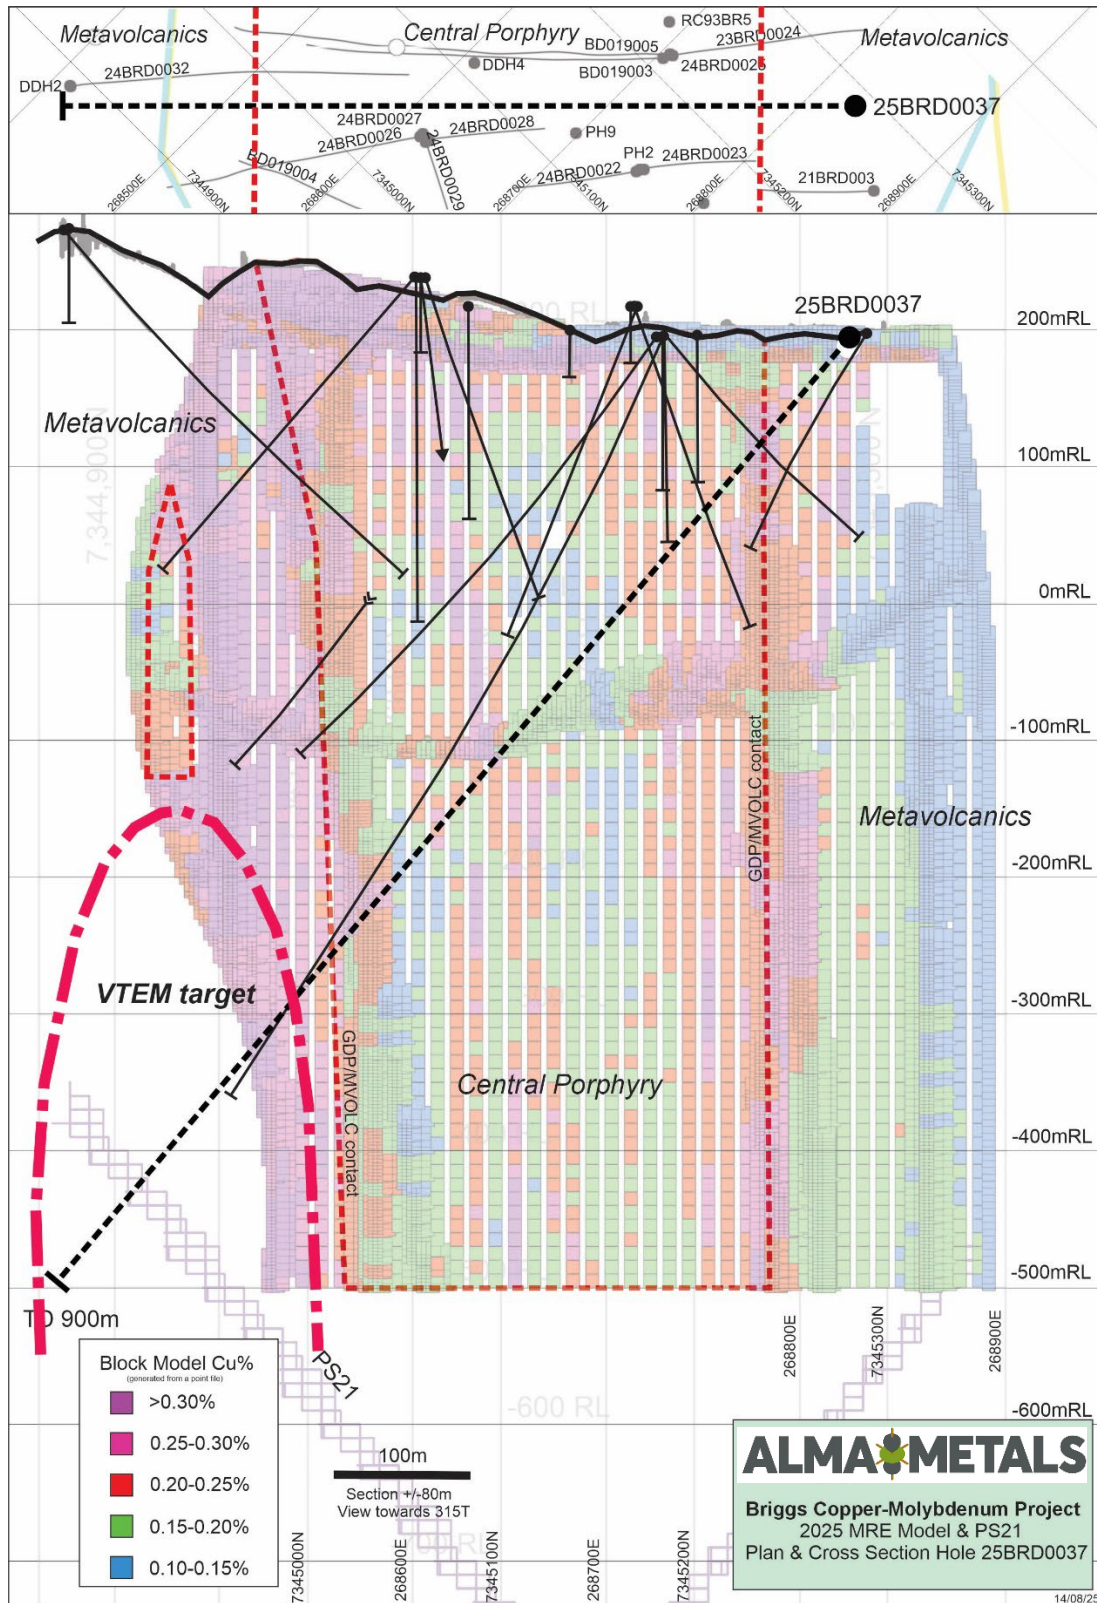 Metavolcanics
Central Porphyry
RC93BR5
23BRD0024
Metavolcanics
BD019005
DDH4
BD019003
24BRD0025
24BRD0032
DDH2
25BRD0037
24BRD0027
24BRD0026
24BRD0028
24BRD0029
PH9
BD019004
PH2
24BRD0023
24BRD0022
21BRD003
268500E
7344900N
268600E
7345000N
268700E
7345100N
268800E
7345200N
268900E
7345300N
25BRD0037
200mRL
Metavolcanics
7,344,900N
100mRL
0mRL
-100mRL
GDP/MVOLC contact
Metavolcanics
-200mRL
VTEM target
-300mRL
GDP/MVOLC contact
Central Porphyry
-400mRL
-500mRL
TD 900m
PS21
268800E
7345300N
268900E
-600 RL
-600mRL
Block Model Cu%
(generated from a point file)
>0.30%
0.25-0.30%
0.20-0.25%
0.15-0.20%
0.10-0.15%
100m
Section +/-80m
View towards 315T
7345000N
268600E
7345100N
268700E
7345200N
ALMA METALS
Briggs Copper-Molybdenum Project
2025 MRE Model & PS21
Plan & Cross Section Hole 25BRD0037
14/08/25